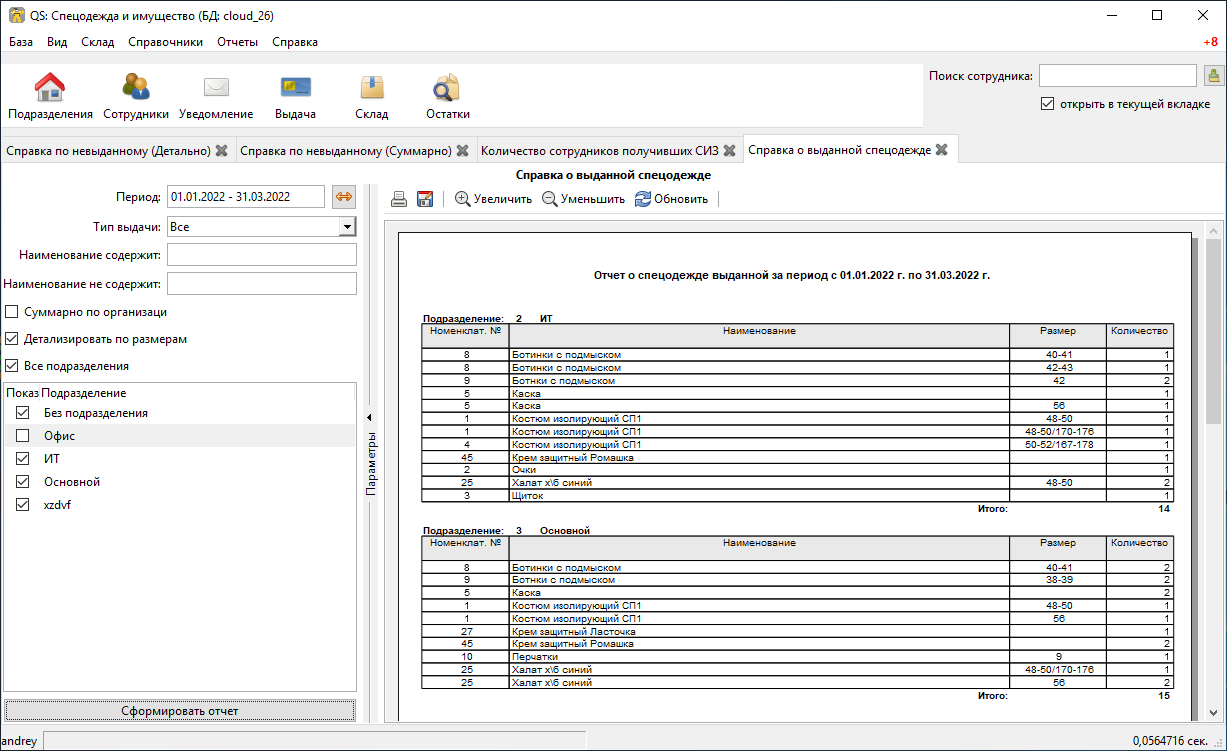 QS: Спецодежда и имущество (БД: cloud_26)
База Вид Склад Справочники Отчеты Справка +8
Подразделения Сотрудники Уведомление Выдача Склад Остатки
Поиск сотрудника:
открыть в текущей вкладке
Справка по невыданному (Детально) Справка по невыданному (Суммарно) Количество сотрудников получивших СИЗ Справка о выданной спецодежде
Справка о выданной спецодежде
Период: 01.01.2022 - 31.03.2022
Тип выдачи: Все
Наименование содержит:
Наименование не содержит:
Суммарно по организаци
Детализировать по размерам
Все подразделения
Показ Подразделение
Без подразделения
Офис
ИТ
Основной
xzdvf
Сформировать отчет
Параметры
Увеличить Уменьшить Обновить
Отчет о спецодежде выданной за период с 01.01.2022 г. по 31.03.2022 г.
Подразделение: 2 ИТ
Номенклат. № Наименование Размер Количество
8 Ботинки с подмыском 40-41 1
8 Ботинки с подмыском 42-43 1
9 Ботнки с подмыском 42 2
5 Каска 1
5 Каска 56 1
1 Костюм изолирующий СП1 48-50 1
1 Костюм изолирующий СП1 48-50/170-176 1
4 Костюм изолирующий СП1 50-52/167-178 1
45 Крем защитный Ромашка 1
2 Очки 1
25 Халат х\б синий 48-50 2
3 Щиток 1
Итого: 14
Подразделение: 3 Основной
Номенклат. № Наименование Размер Количество
8 Ботинки с подмыском 40-41 2
9 Ботнки с подмыском 38-39 2
5 Каска 2
1 Костюм изолирующий СП1 48-50 1
1 Костюм изолирующий СП1 56 1
27 Крем защитный Ласточка 1
45 Крем защитный Ромашка 2
10 Перчатки 9 1
25 Халат х\б синий 48-50/170-176 1
25 Халат х\б синий 56 2
Итого: 15
andrey 0,0564716 сек.